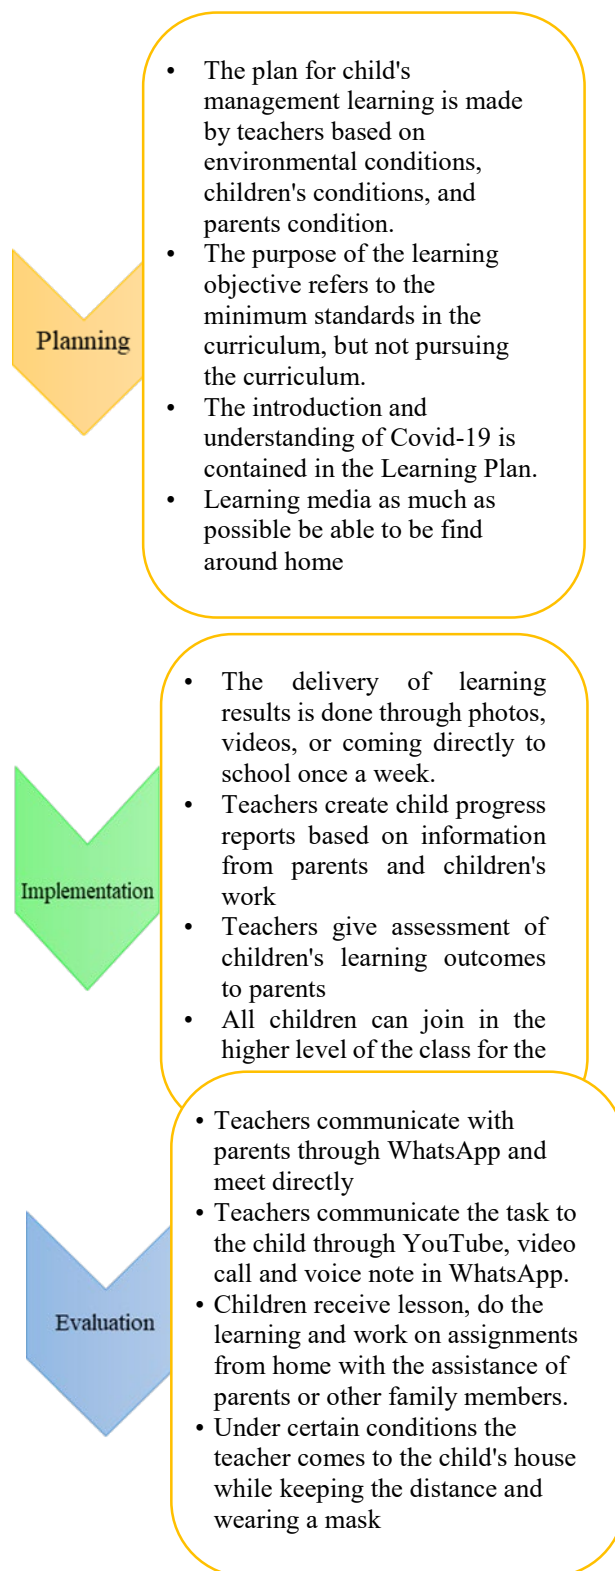 Planning
• The plan for child's
management learning is made
by teachers based on
environmental conditions,
children's conditions, and
parents condition.
• The purpose of the learning
objective refers to the
minimum standards in the
curriculum, but not pursuing
the curriculum.
• The introduction and
understanding of Covid-19 is
contained in the Learning Plan.
• Learning media as much as
possible be able to be find
around home
Implementation
• The delivery of learning
results is done through photos,
videos, or coming directly to
school once a week.
• Teachers create child progress
reports based on information
from parents and children's
work
• Teachers give assessment of
children's learning outcomes
to parents
• All children can join in the
higher level of the class for the
Evaluation
• Teachers communicate with
parents through WhatsApp and
meet directly
• Teachers communicate the task to
the child through YouTube, video
call and voice note in WhatsApp.
• Children receive lesson, do the
learning and work on assignments
from home with the assistance of
parents or other family members.
• Under certain conditions the
teacher comes to the child's house
while keeping the distance and
wearing a mask